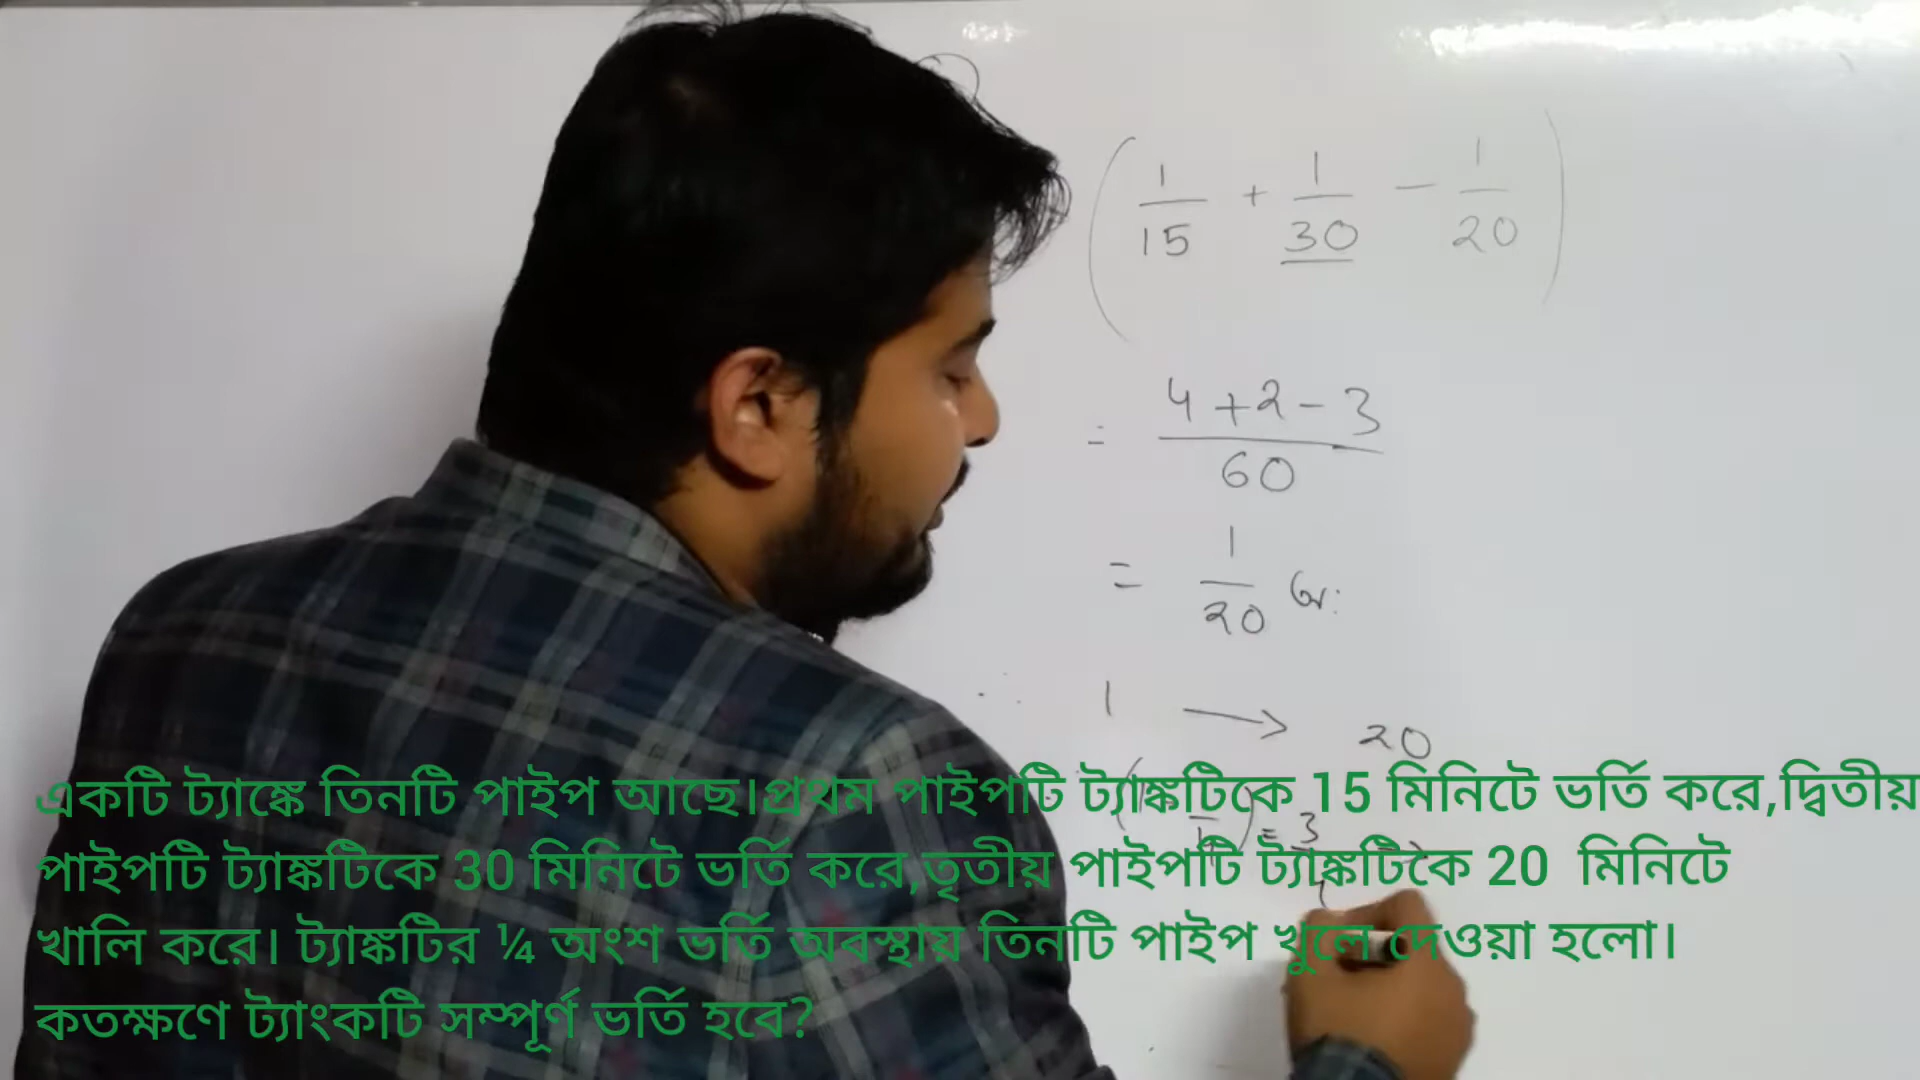 ( 1/15 + 1/30 - 1/20 )
= 4+2-3/60
= 1/20 অং
∴ 1 → 20
একটি ট্যাঙ্কে তিনটি পাইপ আছে।প্রথম পাইপটি ট্যাঙ্কটিকে 15 মিনিটে ভর্তি করে,দ্বিতীয়
পাইপটি ট্যাঙ্কটিকে 30 মিনিটে ভর্তি করে,তৃতীয় পাইপটি ট্যাঙ্কটিকে 20 মিনিটে
খালি করে। ট্যাঙ্কটির ¼ অংশ ভর্তি অবস্থায় তিনটি পাইপ খুলে দেওয়া হলো।
কতক্ষণে ট্যাংকটি সম্পূর্ণ ভর্তি হবে?